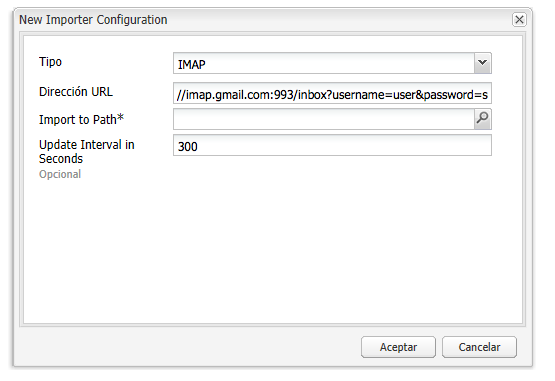 New Importer Configuration
Tipo
IMAP
Dirección URL
//imap.gmail.com:993/inbox?username=user&password=s
Import to Path*
Update Interval in
Seconds
300
Opcional
Aceptar
Cancelar